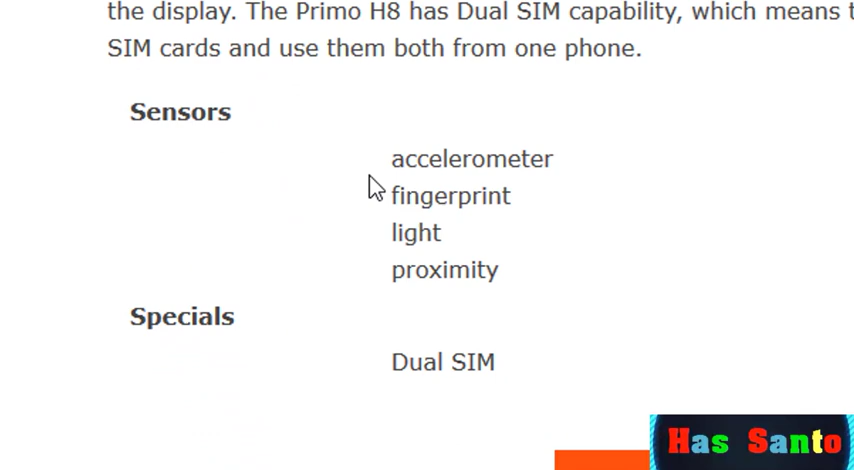 the display. The Primo H8 has Dual SIM capability, which means
SIM cards and use them both from one phone.
Sensors
accelerometer
fingerprint
light
proximity
Specials
Dual SIM
Has Santo